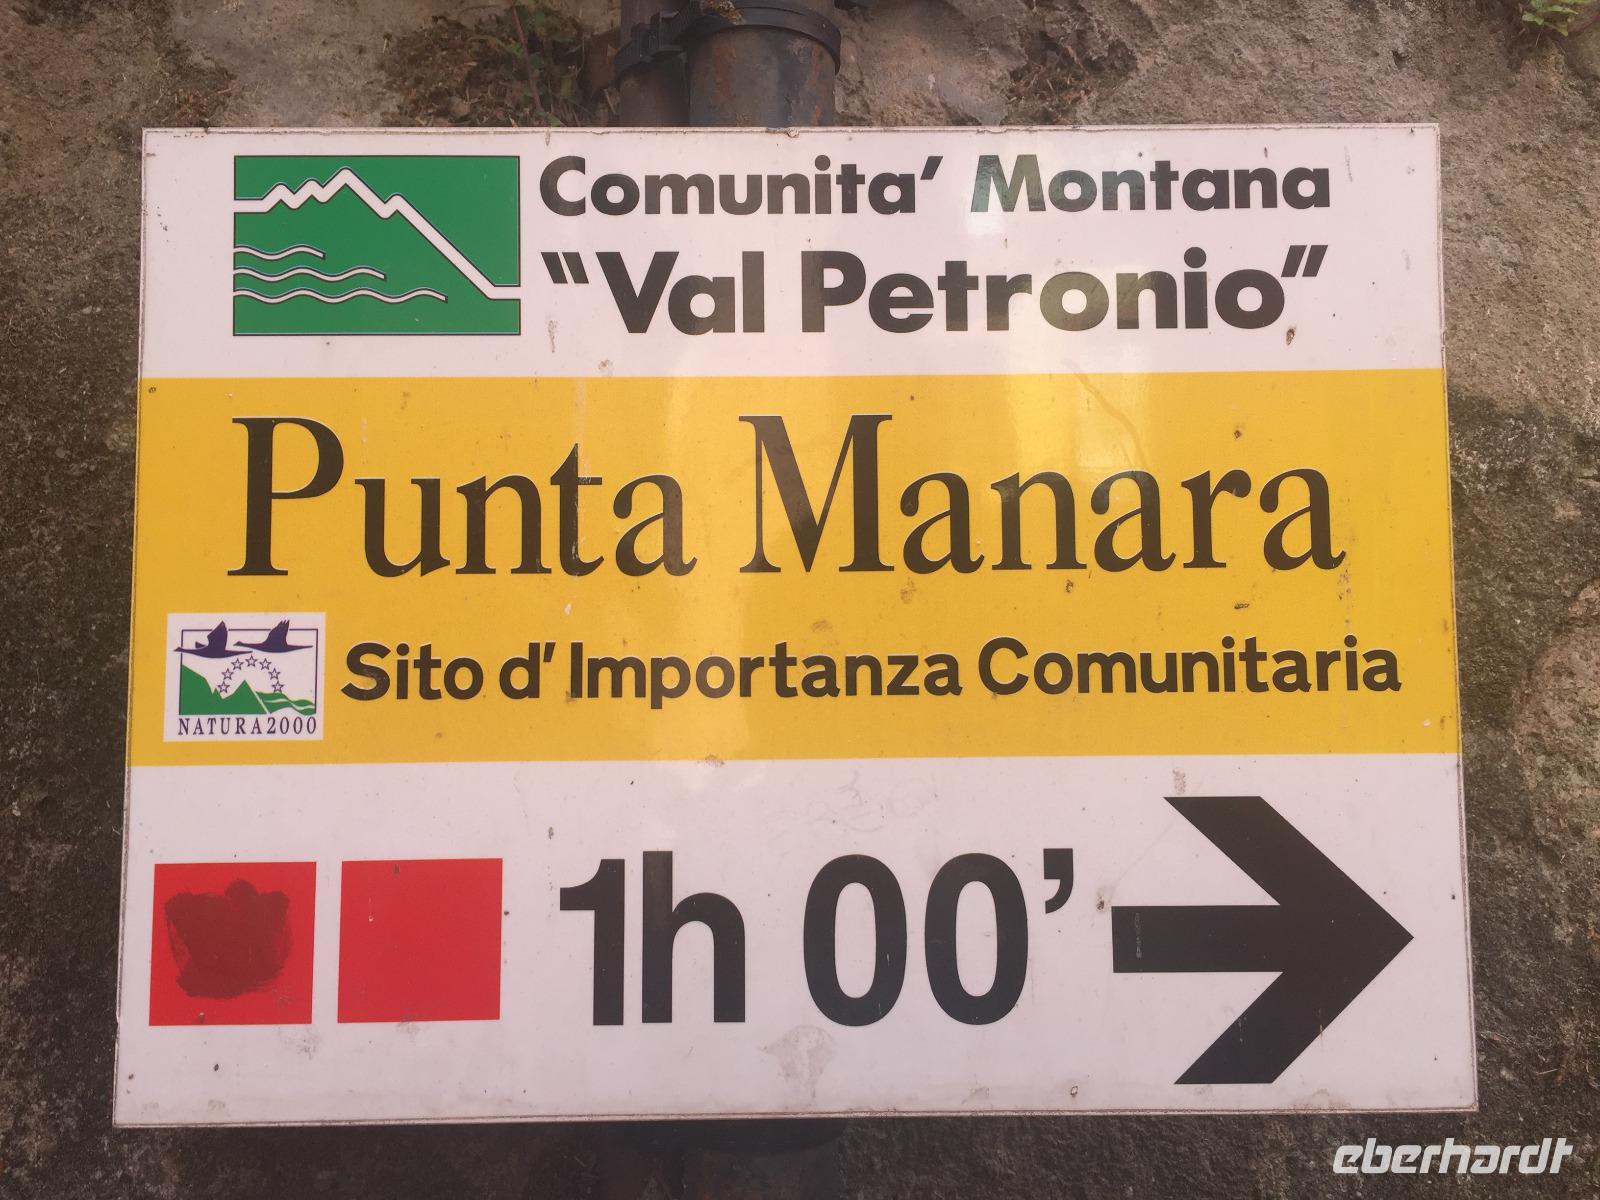 Comunita' Montana
"Val Petronio"
Punta Manara
Sito d'Importanza Comunitaria
NATURA2000
1h 00'
eberhardt